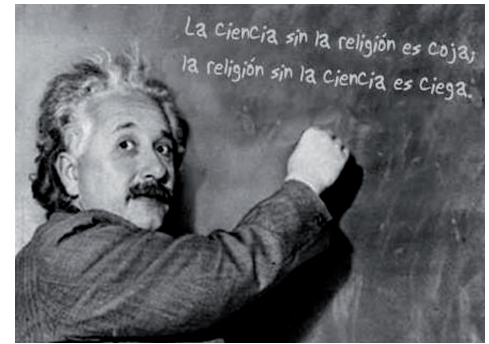 La Ciencia sin la religión es Coja;
la religión sin la Ciencia es Ciega.